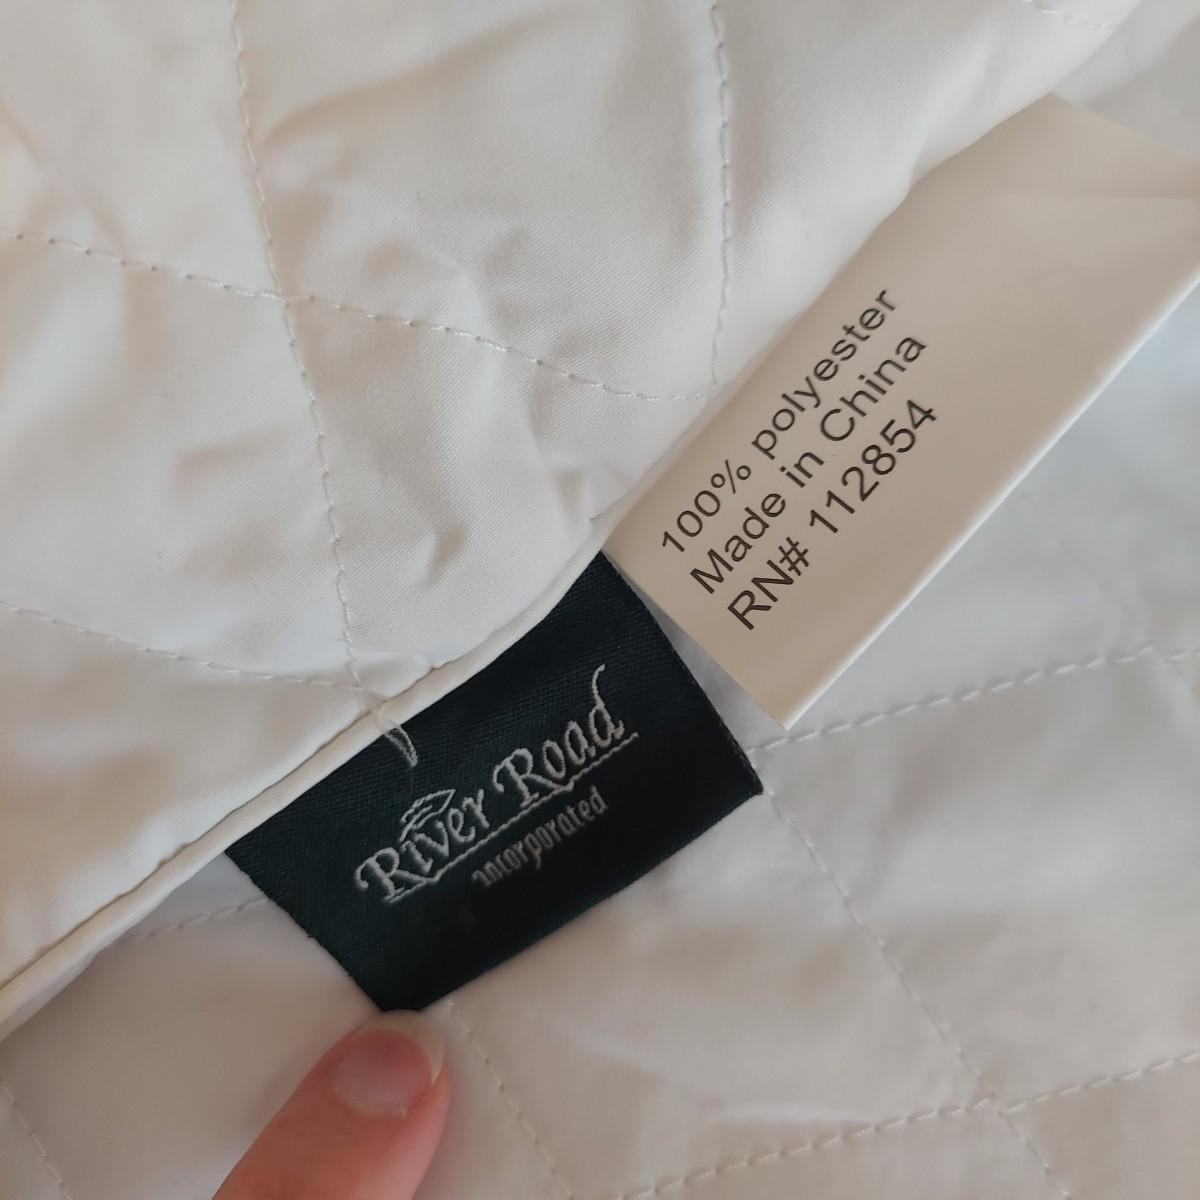 100% polyester
Made in China
RN# 112854
River Road
incorporated